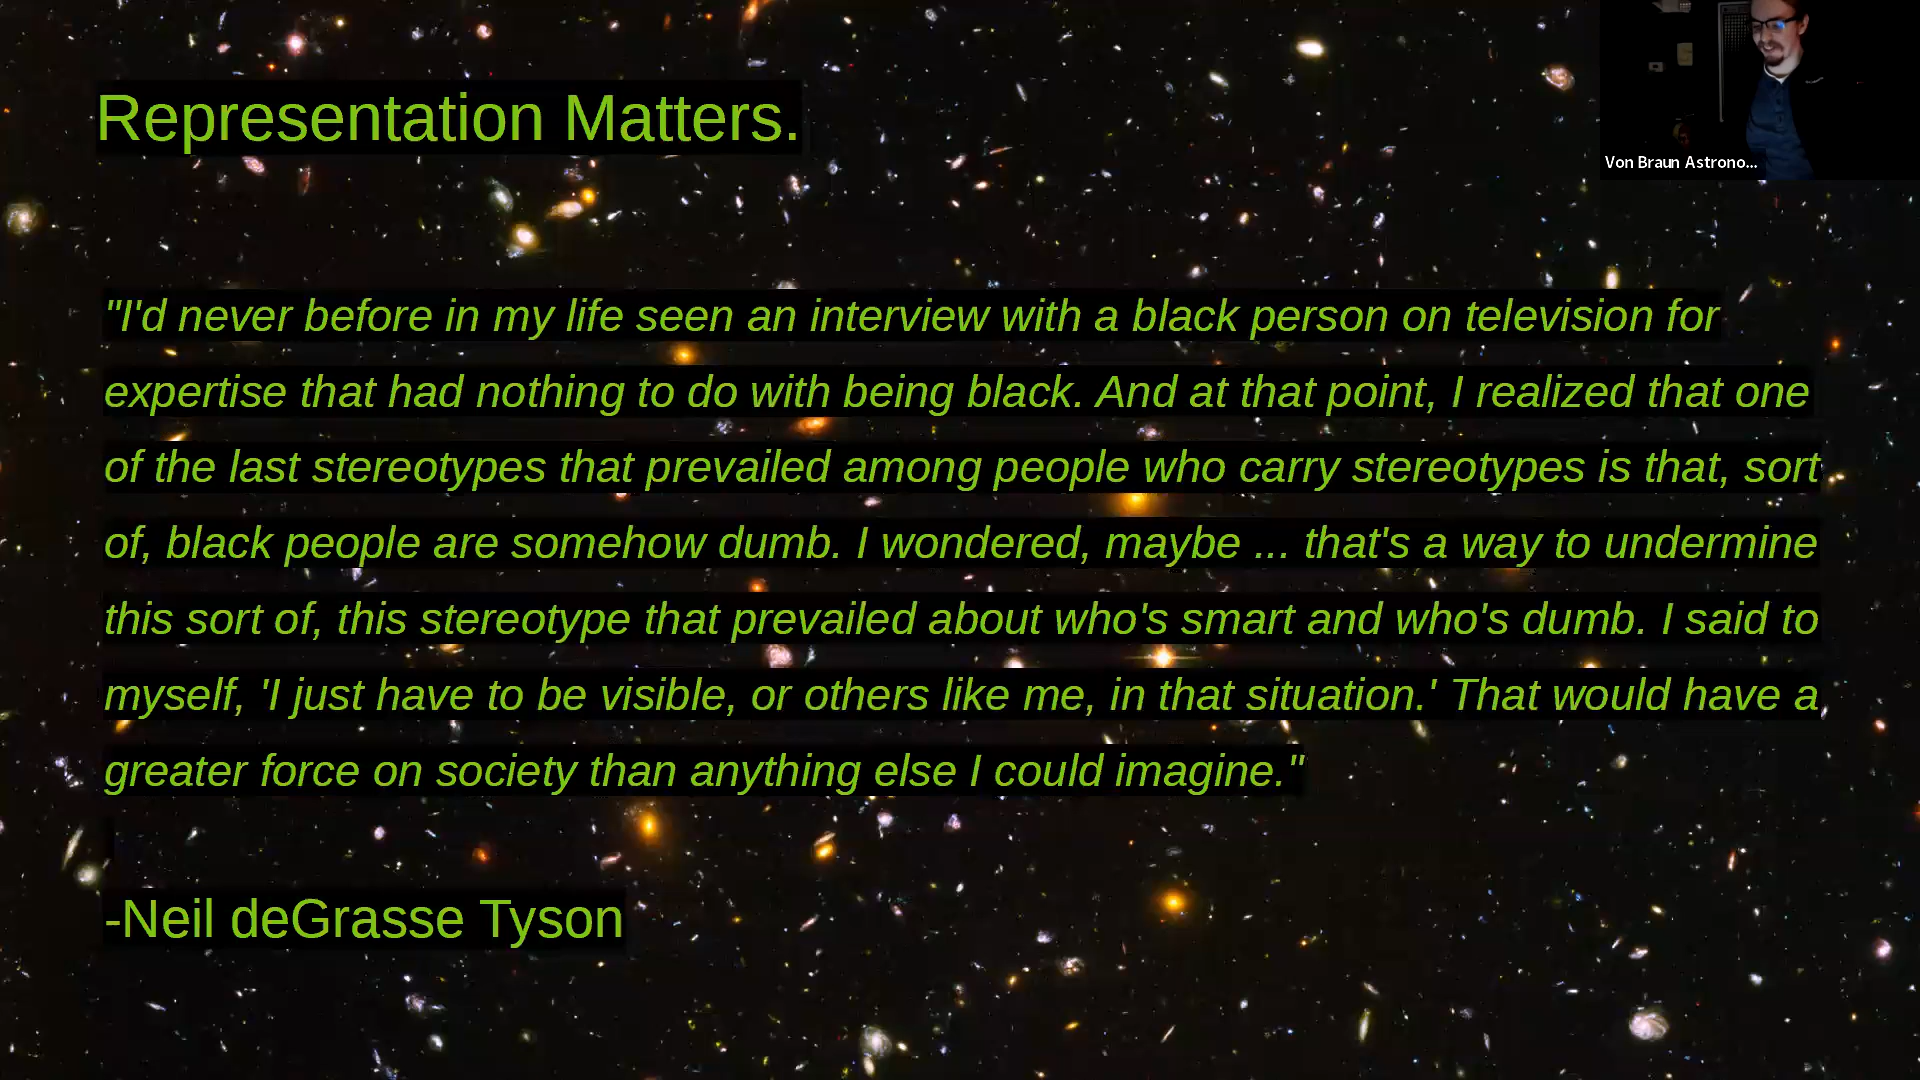 Representation Matters.
Von Braun Astrono...
"I'd never before in my life seen an interview with a black person on television for
expertise that had nothing to do with being black. And at that point, I realized that one
of the last stereotypes that prevailed among people who carry stereotypes is that, sort
of, black people are somehow dumb. I wondered, maybe ... that's a way to undermine
this sort of, this stereotype that prevailed about who's smart and who's dumb. I said to
myself, 'I just have to be visible, or others like me, in that situation.' That would have a
greater force on society than anything else I could imagine."
-Neil deGrasse Tyson